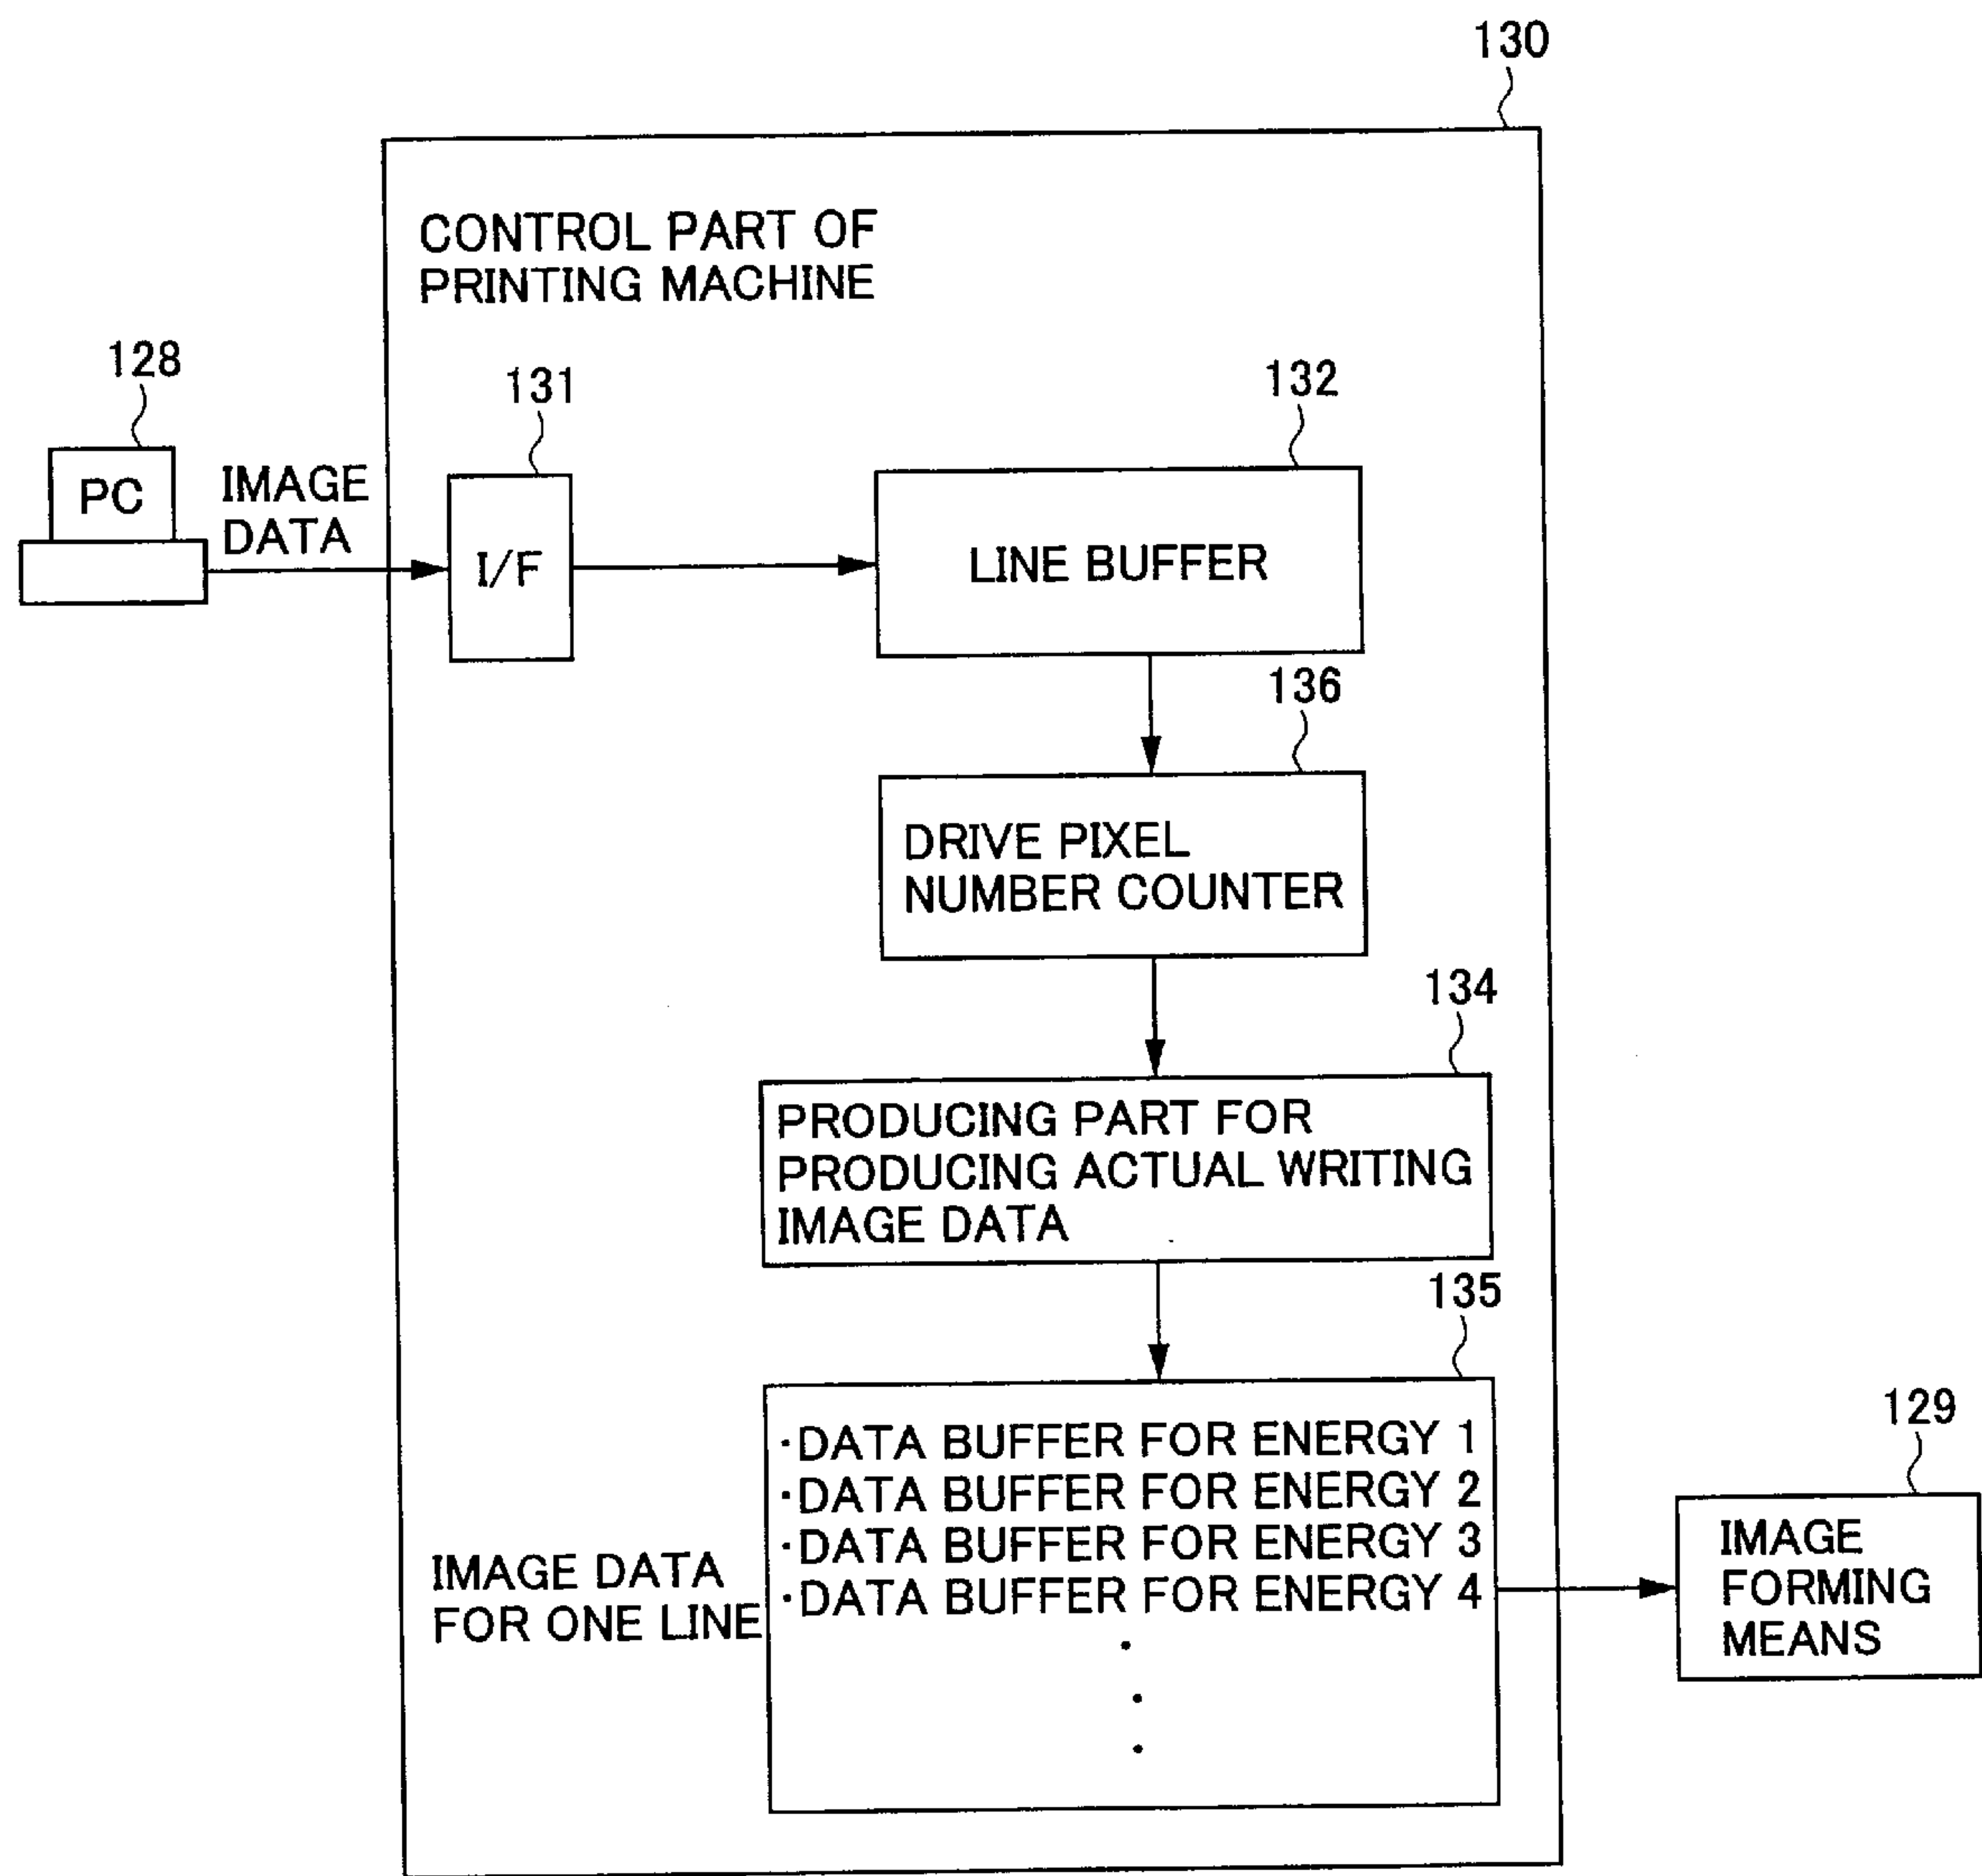 130
CONTROL PART OF
PRINTING MACHINE
128
131
132
PC
IMAGE
DATA
I/F
LINE BUFFER
136
DRIVE PIXEL
NUMBER COUNTER
134
PRODUCING PART FOR
PRODUCING ACTUAL WRITING
IMAGE DATA
135
·DATA BUFFER FOR ENERGY 1
·DATA BUFFER FOR ENERGY 2
·DATA BUFFER FOR ENERGY 3
·DATA BUFFER FOR ENERGY 4
IMAGE DATA
FOR ONE LINE
129
IMAGE
FORMING
MEANS